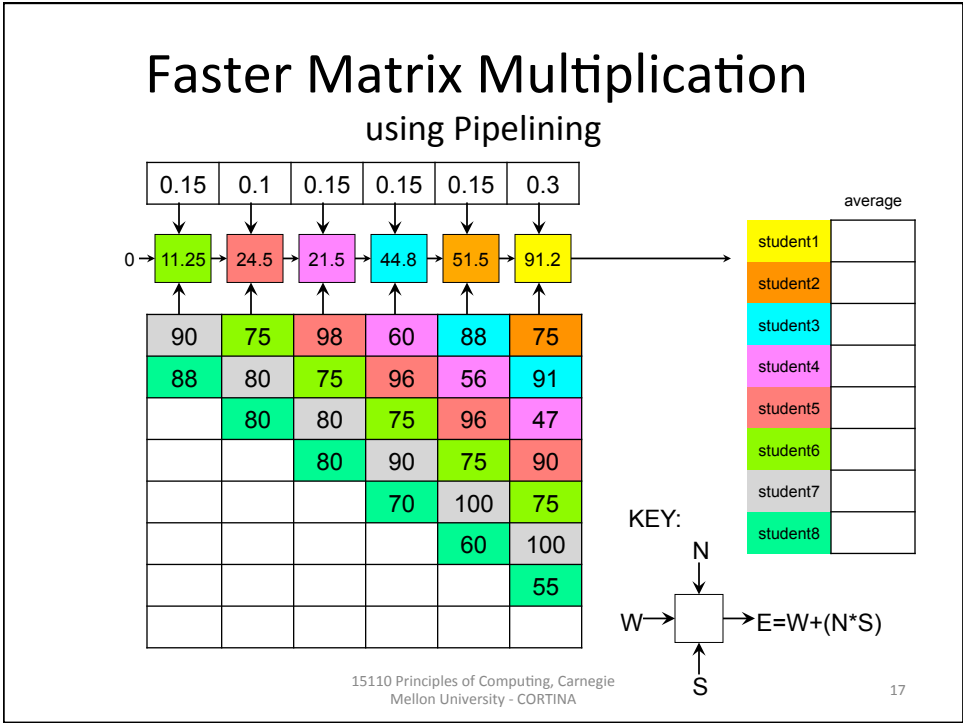 Faster Matrix Multiplication
using Pipelining
0.15 0.1 0.15 0.15 0.15 0.3
0 11.25 24.5 21.5 44.8 51.5 91.2
90 75 98 60 88 75
88 80 75 96 56 91
80 80 75 96 47
80 90 75 90
70 100 75
60 100
55
average
student1
student2
student3
student4
student5
student6
student7
student8
KEY:
N
W E=W+(N*S)
S
15110 Principles of Computing, Carnegie
Mellon University - CORTINA
17